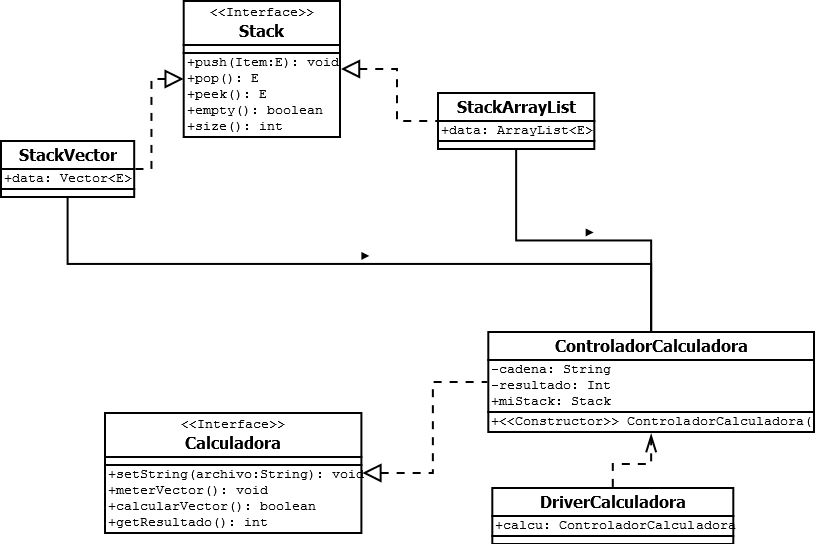 <<Interface>>
Stack
+push(Item:E): void
+pop(): E
+peek(): E
+empty(): boolean
+size(): int
StackArrayList
+data: ArrayList<E>
StackVector
+data: Vector<E>
ControladorCalculadora
-cadena: String
-resultado: Int
+miStack: Stack
+<<Constructor>> ControladorCalculadora(
<<Interface>>
Calculadora
+setString(archivo:String): void
+meterVector(): void
+calcularVector(): boolean
+getResultado(): int
DriverCalculadora
+calcu: ControladorCalculadora